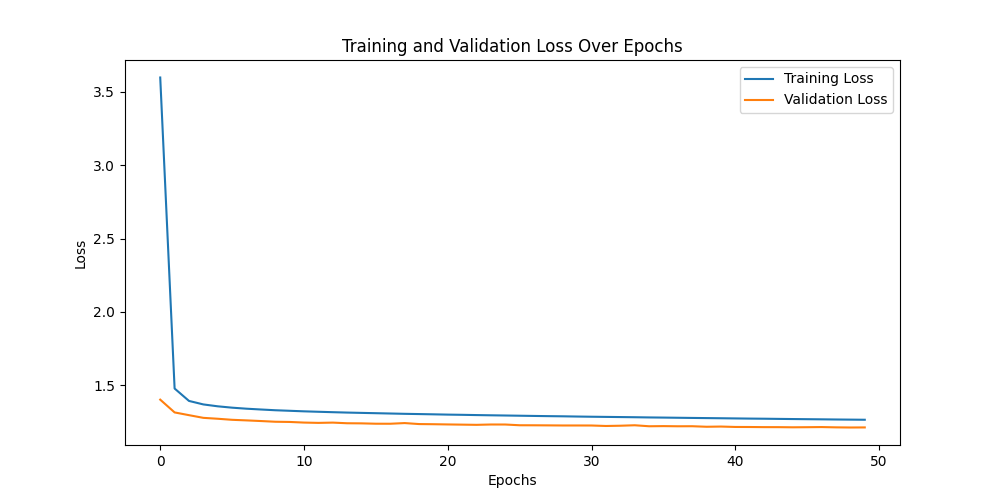 Training and Validation Loss Over Epochs
Training Loss
Validation Loss
3.5
3.0
2.5
2.0
1.5
Loss
0
10
20
30
40
50
Epochs